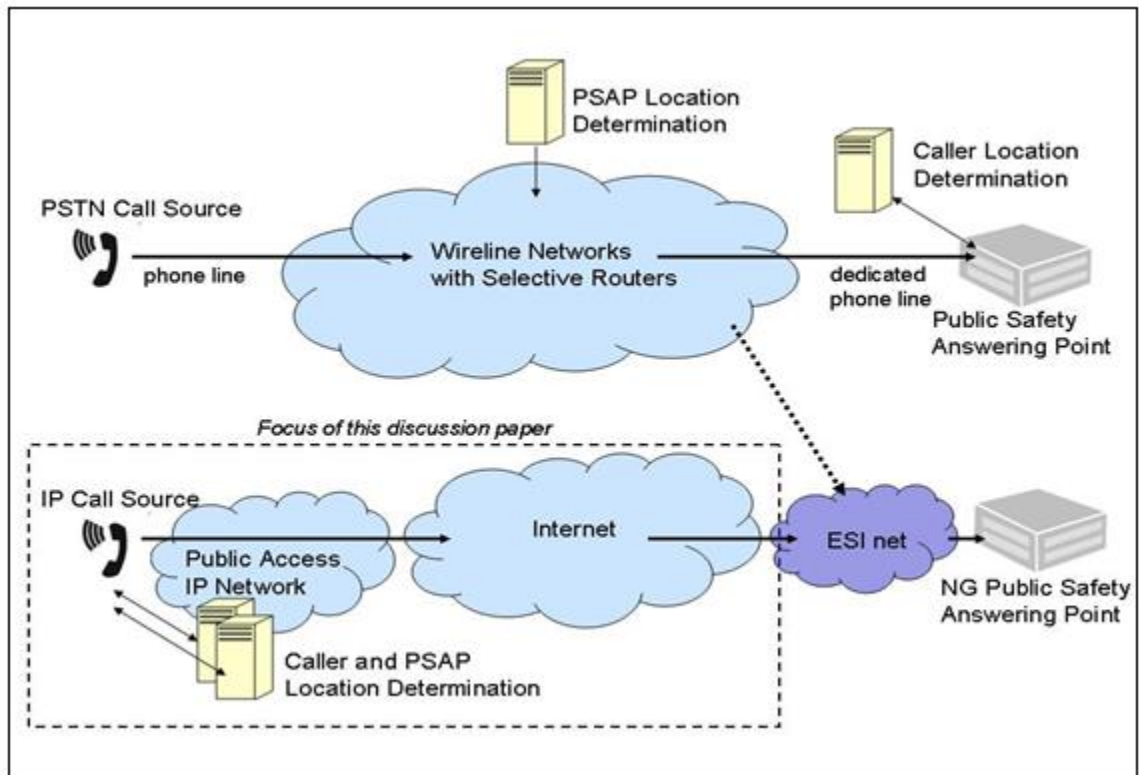 PSAP Location
Determination
Caller Location
Determination
PSTN Call Source
phone line
Wireline Networks
with Selective Routers
dedicated
phone line
Public Safety
Answering Point
Focus of this discussion paper
IP Call Source
Public Access
IP Network
Internet
ESI net
NG Public Safety
Answering Point
Caller and PSAP
Location Determination